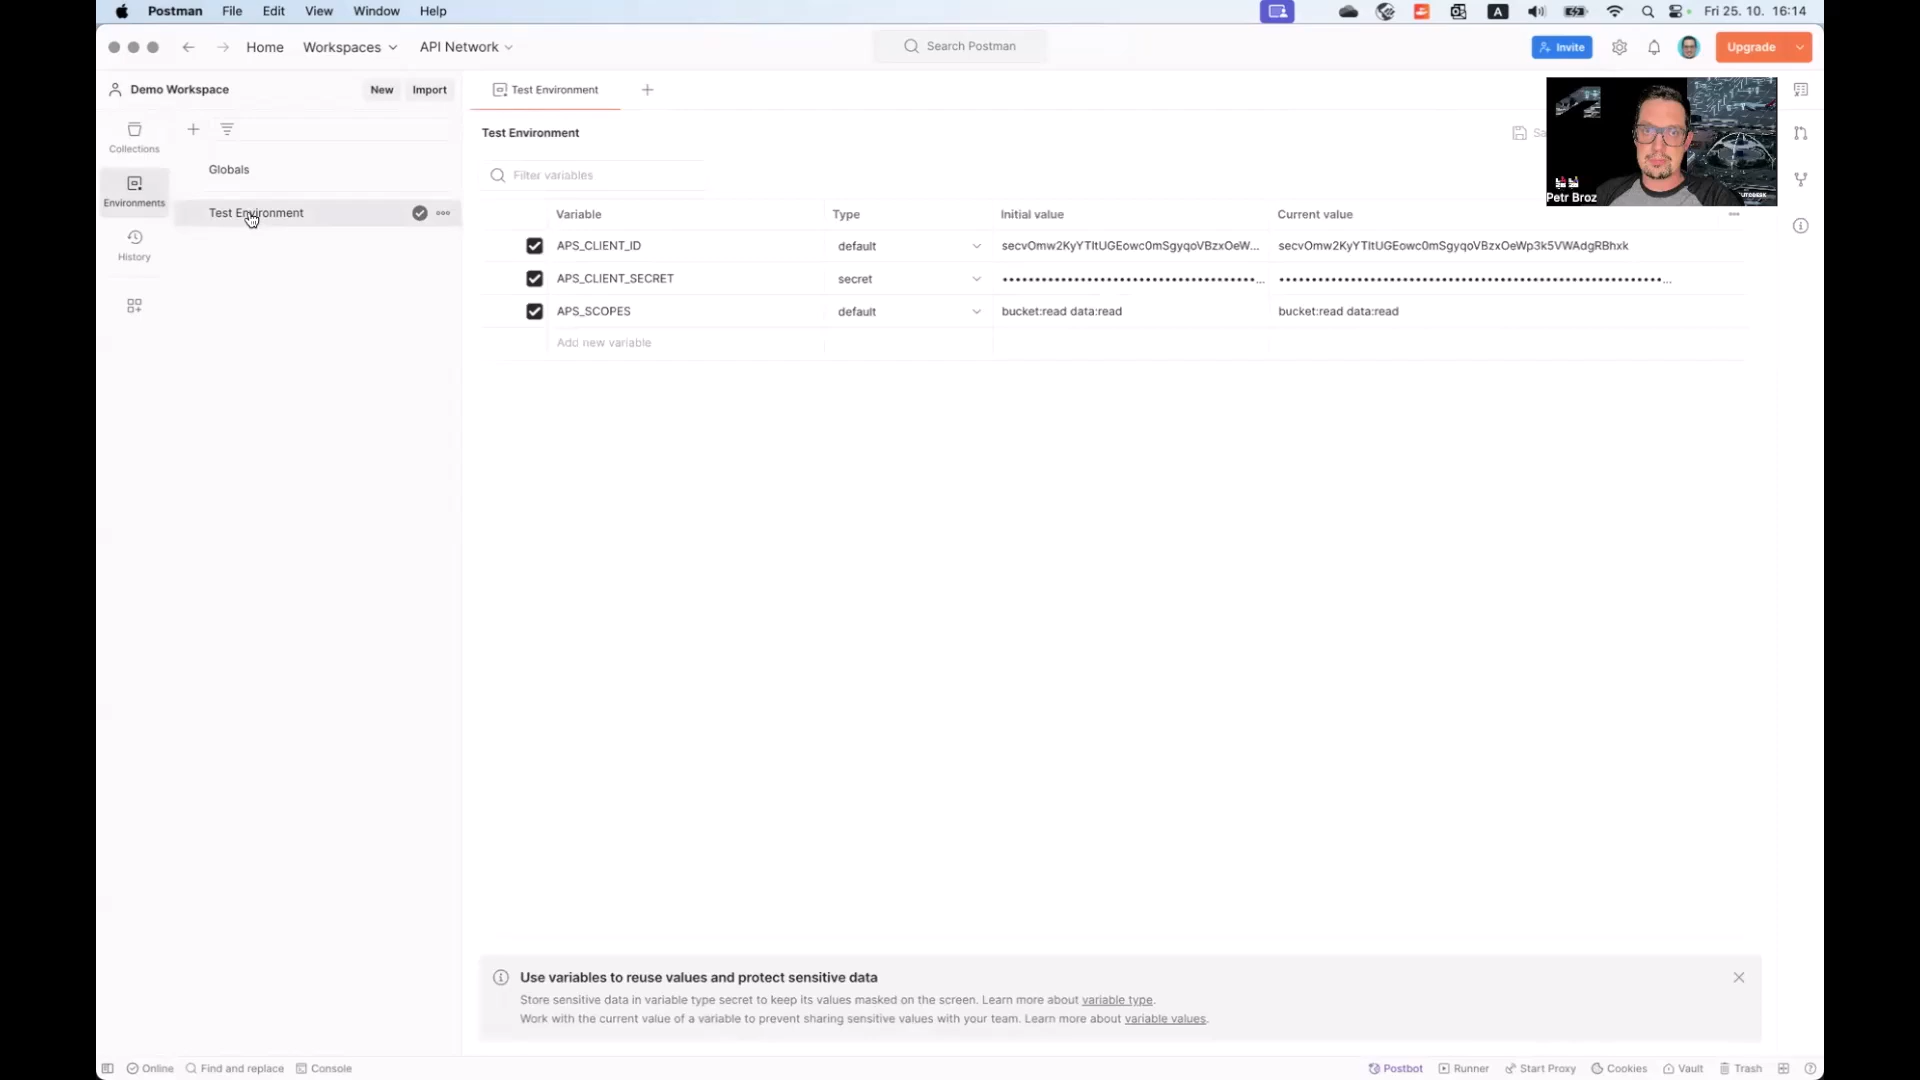 Postman File Edit View Window Help
A Fri 25. 10. 16:14
Home Workspaces API Network
Search Postman
Invite
Upgrade
Demo Workspace
New Import
Test Environment
Collections
Environments
History
Globals
Test Environment
Test Environment
Filter variables
Petr Broz
AUTODESK
Variable Type Initial value Current value
APS_CLIENT_ID default secvOmw2KyYTItUGEowc0mSgyqoVBzxOeW... secvOmw2KyYTItUGEowc0mSgyqoVBzxOeWp3k5VWAdgRBhxk
APS_CLIENT_SECRET secret ••••••••••••••••••••••••••••••••••••••• ... •••••••••••••••••••••••••••••••••••••••••••••••••••••••••••• ...
APS_SCOPES default bucket:read data:read bucket:read data:read
Add new variable
Use variables to reuse values and protect sensitive data
Store sensitive data in variable type secret to keep its values masked on the screen. Learn more about variable type.
Work with the current value of a variable to prevent sharing sensitive values with your team. Learn more about variable values.
Online Find and replace Console
Postbot Runner Start Proxy Cookies Vault Trash